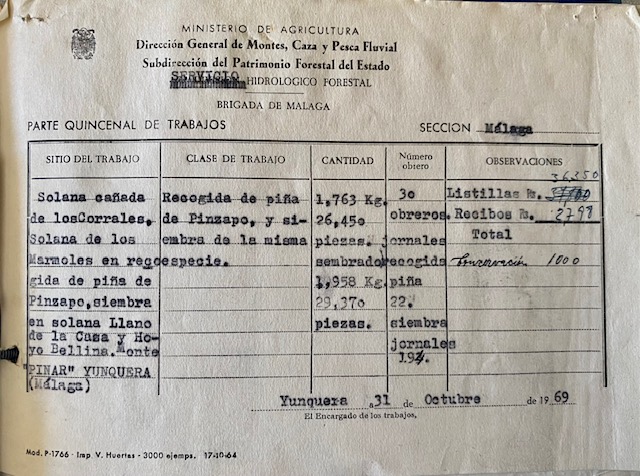 MINISTERIO DE AGRICULTURA
Dirección General de Montes, Caza y Pesca Fluvial
Subdirección del Patrimonio Forestal del Estado
SERVICIO HIDROLOGICO FORESTAL
BRIGADA DE MALAGA
PARTE QUINCENAL DE TRABAJOS SECCION Málaga
SITIO DEL TRABAJO CLASE DE TRABAJO CANTIDAD Número obrero OBSERVACIONES
36,350
Solana cañada Recogida de piña 1,763 Kg. 30 Listillas Ps.
de losCorrales, de Pinzapo, y si- 26,450 obreros. Recibos Ps. 2798
Solana de los embra de la misma piezas. jornales Total
Marmoles en reco especie. sembrado recogida Conservación 1000
gida de piña de 1,958 Kg. piña
Pinzapo, siembra 29,370 22.
en solana Llano piezas. siembra
de la Casa y Ho-
yo Bellina. Monte jornales
"PINAR" YUNQUERA 194.
(Málaga)
Yunquera a 31 de Octubre de 1969
El Encargado de los trabajos,
Mod. P-1766 - Imp V. Huertas - 3000 ejemps. 17-10-64